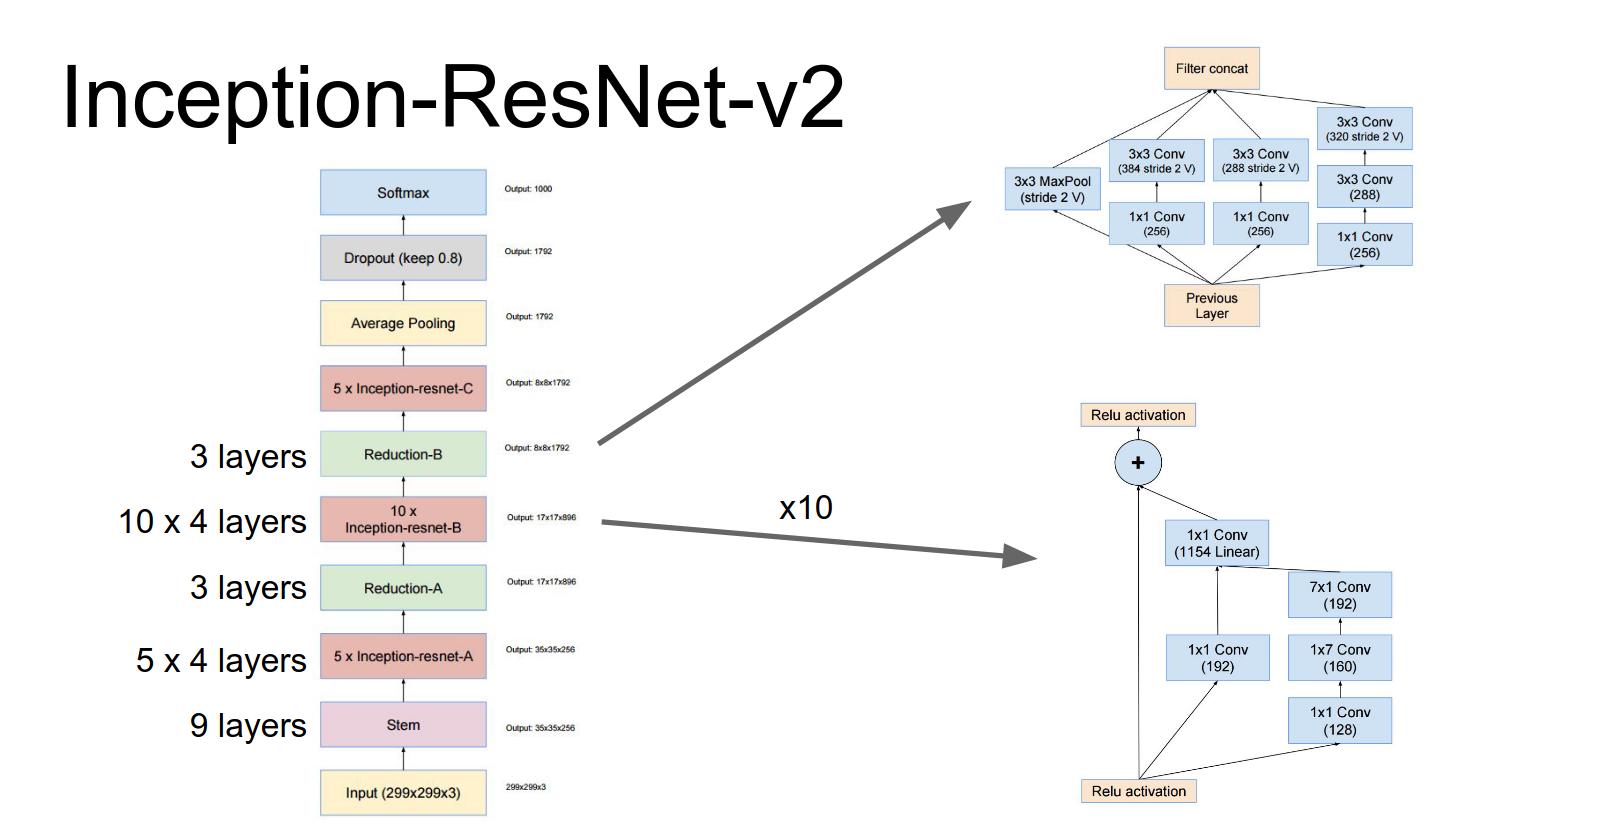 Inception-ResNet-v2
Softmax
Output: 1000
Dropout (keep 0.8)
Output: 1792
Average Pooling
Output: 1792
5 x Inception-resnet-C
Output: 8x8x1792
3 layers
Reduction-B
Output: 8x8x1792
10 x 4 layers
10 x
Inception-resnet-B
Output: 17x17x896
3 layers
Reduction-A
Output: 17x17x896
5 x 4 layers
5 x Inception-resnet-A
Output: 35x35x256
9 layers
Stem
Output: 35x35x256
Input (299x299x3)
299x299x3
x10
Filter concat
3x3 MaxPool
(stride 2 V)
3x3 Conv
(384 stride 2 V)
1x1 Conv
(256)
3x3 Conv
(288 stride 2 V)
1x1 Conv
(256)
3x3 Conv
(320 stride 2 V)
3x3 Conv
(288)
1x1 Conv
(256)
Previous
Layer
Relu activation
+
1x1 Conv
(1154 Linear)
1x1 Conv
(192)
7x1 Conv
(192)
1x7 Conv
(160)
1x1 Conv
(128)
Relu activation